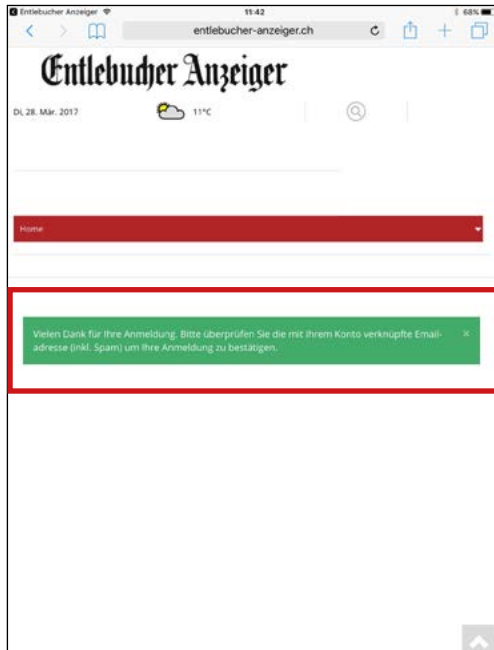 Entlebucher Anzeiger
11:42
68%
entlebucher-anzeiger.ch
Entlebucher Anzeiger
Di, 28. Mär. 2017
11°C
Home
Vielen Dank für Ihre Anmeldung. Bitte überprüfen Sie die mit Ihrem Konto verknüpfte Email-
adresse (inkl. Spam) um Ihre Anmeldung zu bestätigen.
×